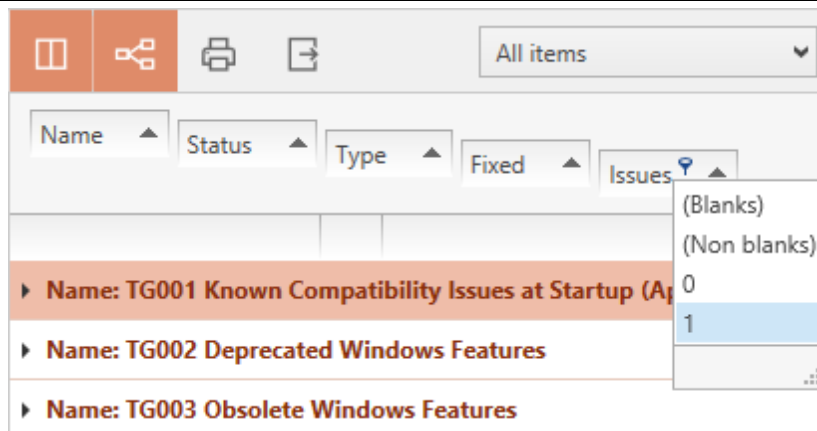 All items
Name
Status
Type
Fixed
Issues
(Blanks)
(Non blanks)
0
1
Name: TG001 Known Compatibility Issues at Startup
Name: TG002 Deprecated Windows Features
Name: TG003 Obsolete Windows Features